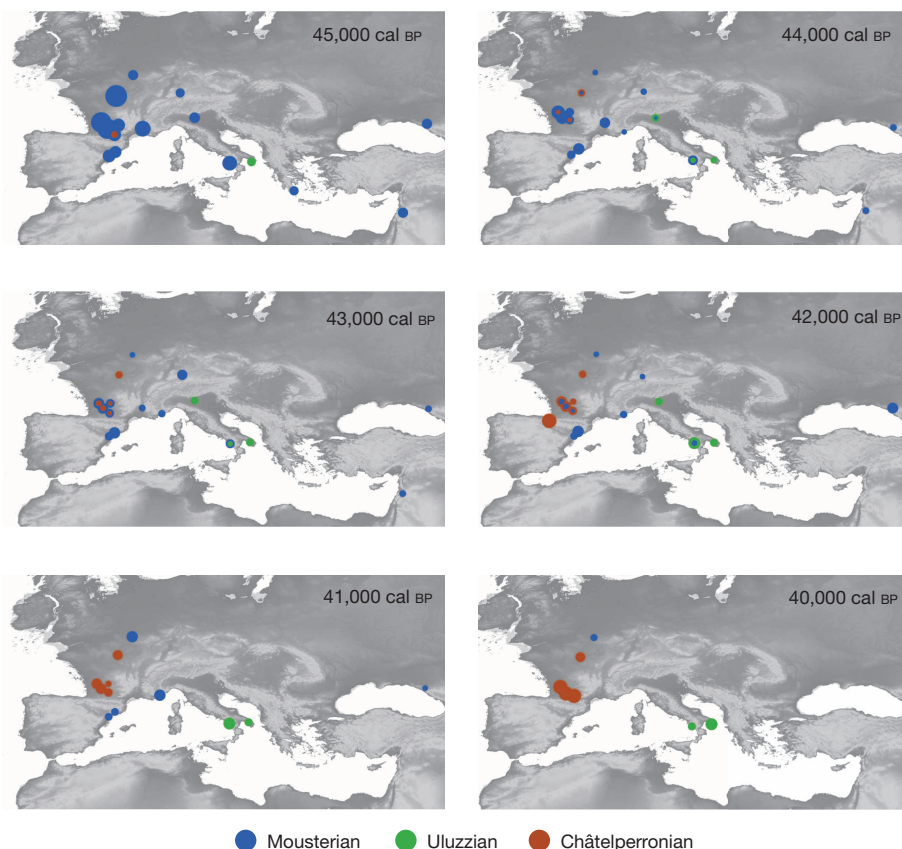 45,000 cal BP
44,000 cal BP
43,000 cal BP
42,000 cal BP
41,000 cal BP
40,000 cal BP
Mousterian Uluzzian Châtelperronian